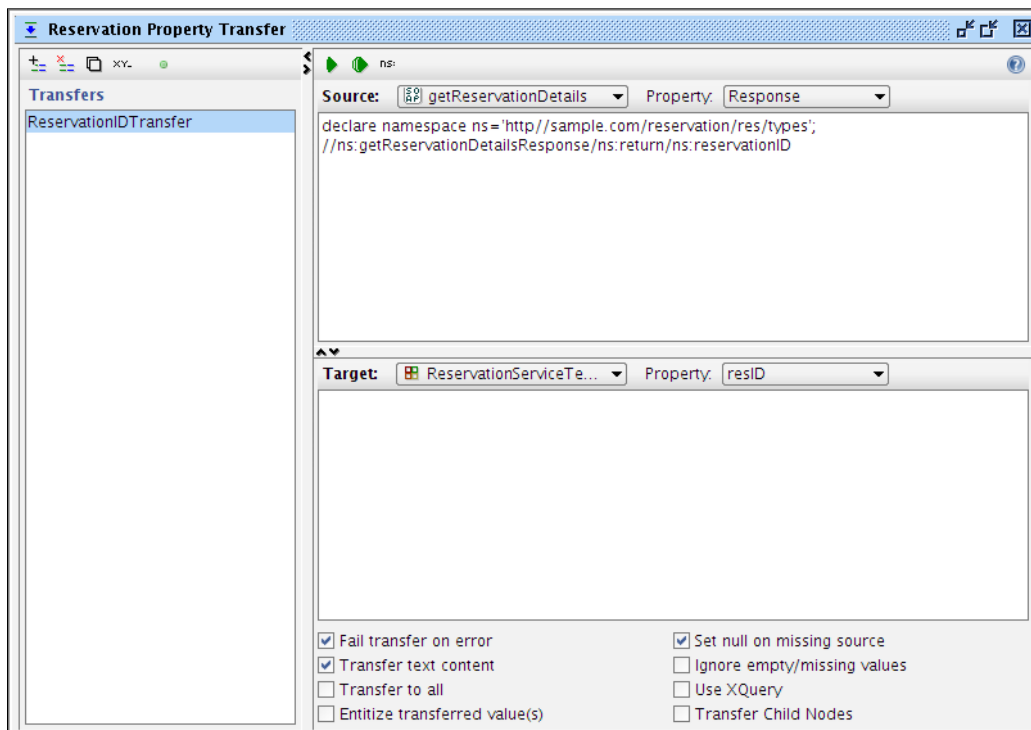 Reservation Property Transfer
XY- ns:
Transfers
Source: SOAP getReservationDetails Property: Response
ReservationIDTransfer
declare namespace ns='http//sample.com/reservation/res/types';
//ns:getReservationDetailsResponse/ns:return/ns:reservationID
Target: ReservationServiceTe... Property: resID
Fail transfer on error Set null on missing source
Transfer text content Ignore empty/missing values
Transfer to all Use XQuery
Entitize transferred value(s) Transfer Child Nodes